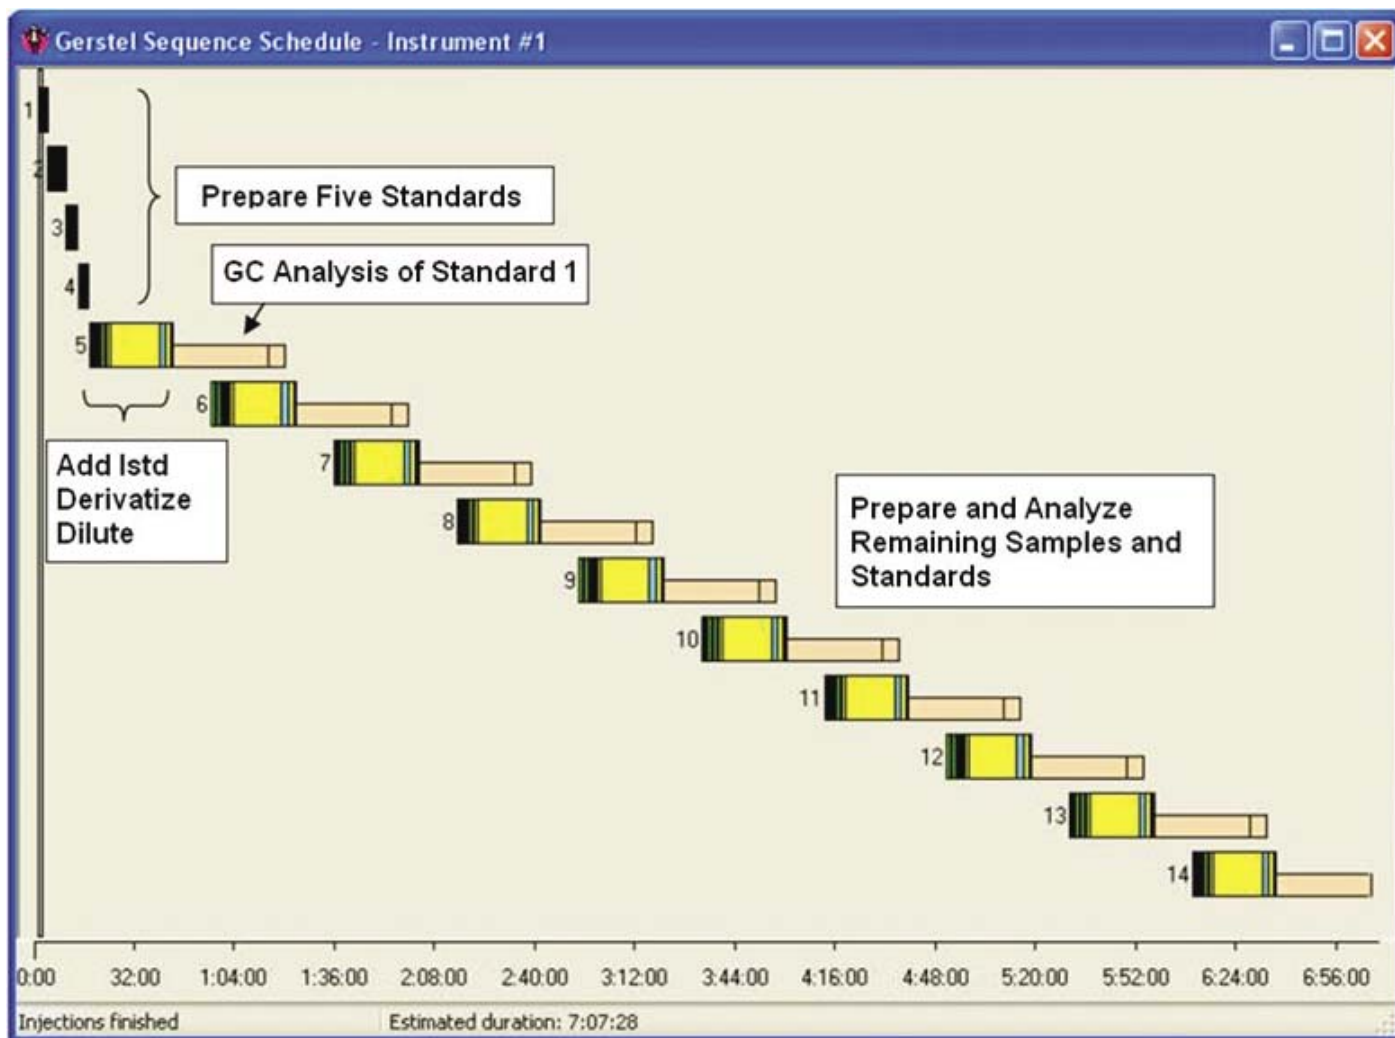 Gerstel Sequence Schedule - Instrument #1
1
2
Prepare Five Standards
3
GC Analysis of Standard 1
4
5
6
Add Istd
Derivatize
Dilute
7
8
Prepare and Analyze
Remaining Samples and
Standards
9
10
11
12
13
14
0:00 32:00 1:04:00 1:36:00 2:08:00 2:40:00 3:12:00 3:44:00 4:16:00 4:48:00 5:20:00 5:52:00 6:24:00 6:56:00
Injections finished Estimated duration: 7:07:28